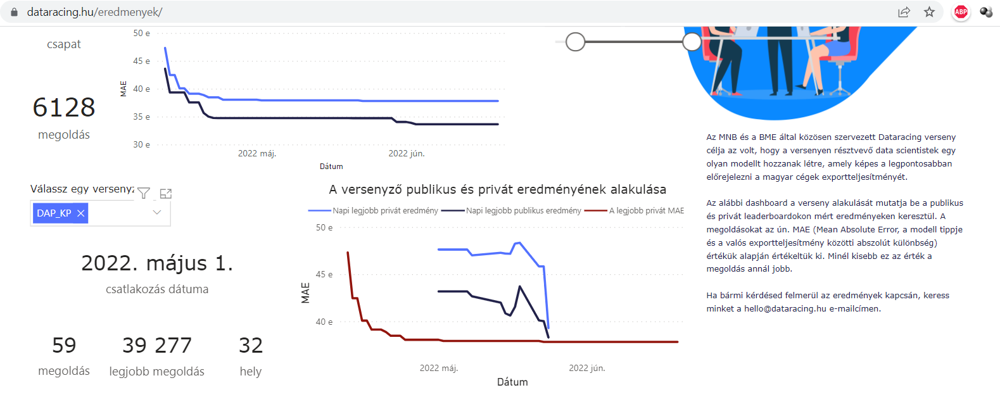 dataracing.hu/eredmenyek/
ABP
csapat
6128
megoldás
50 e
45 e
40 e
35 e
30 e
MAE
2022 máj.
2022 jún.
Dátum
Válassz egy versenyz
DAP_KP
2022. május 1.
csatlakozás dátuma
59
megoldás
39 277
legjobb megoldás
32
hely
A versenyző publikus és privát eredményének alakulása
Napi legjobb privát eredmény
Napi legjobb publikus eredmény
A legjobb privát MAE
50 e
45 e
40 e
MAE
2022 máj.
2022 jún.
Dátum
Az MNB és a BME által közösen szervezett Dataracing verseny
célja az volt, hogy a versenyen résztvevő data scientistek egy
olyan modellt hozzanak létre, amely képes a legpontosabban
előrejelezni a magyar cégek exportteljesítményét.
Az alábbi dashboard a verseny alakulását mutatja be a publikus
és privát leaderboardokon mért eredményeken keresztül. A
megoldásokat az ún. MAE (Mean Absolute Error, a modell tippje
és a valós exportteljesítmény közötti abszolút különbség)
értékük alapján értékeltük ki. Minél kisebb ez az érték a
megoldás annál jobb.
Ha bármi kérdésed felmerül az eredmények kapcsán, keress
minket a hello@dataracing.hu e-mailcímen.